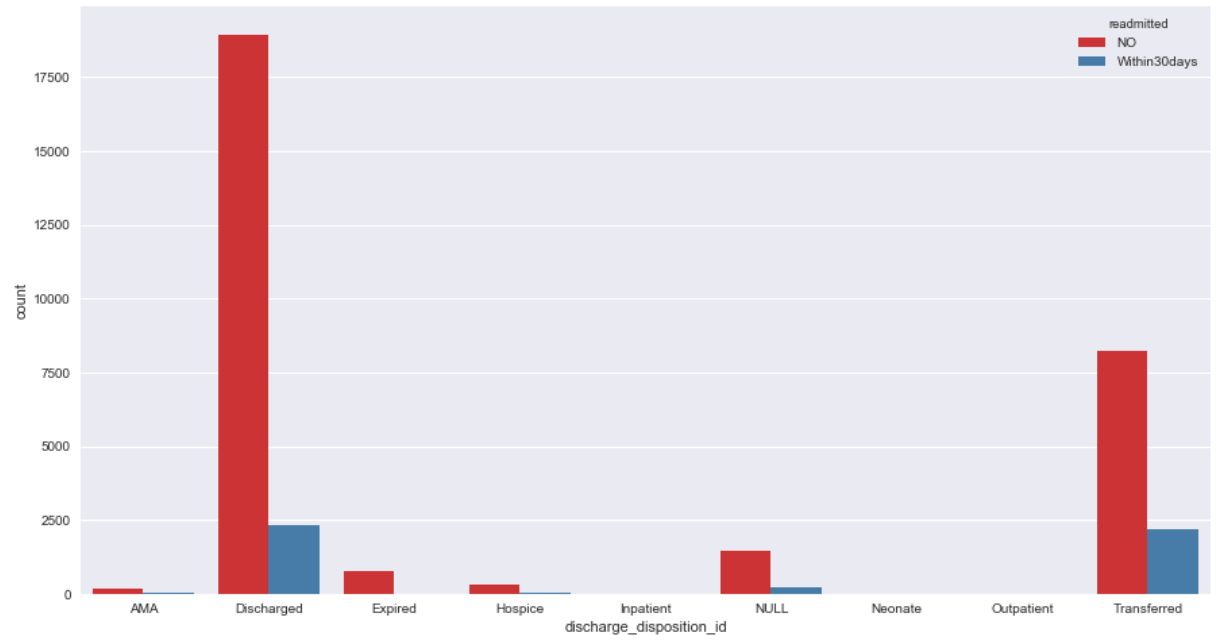 readmitted
NO
Within30days
17500
15000
12500
10000
7500
5000
2500
0
count
AMA Discharged Expired Hospice Inpatient NULL Neonate Outpatient Transferred
discharge_disposition_id